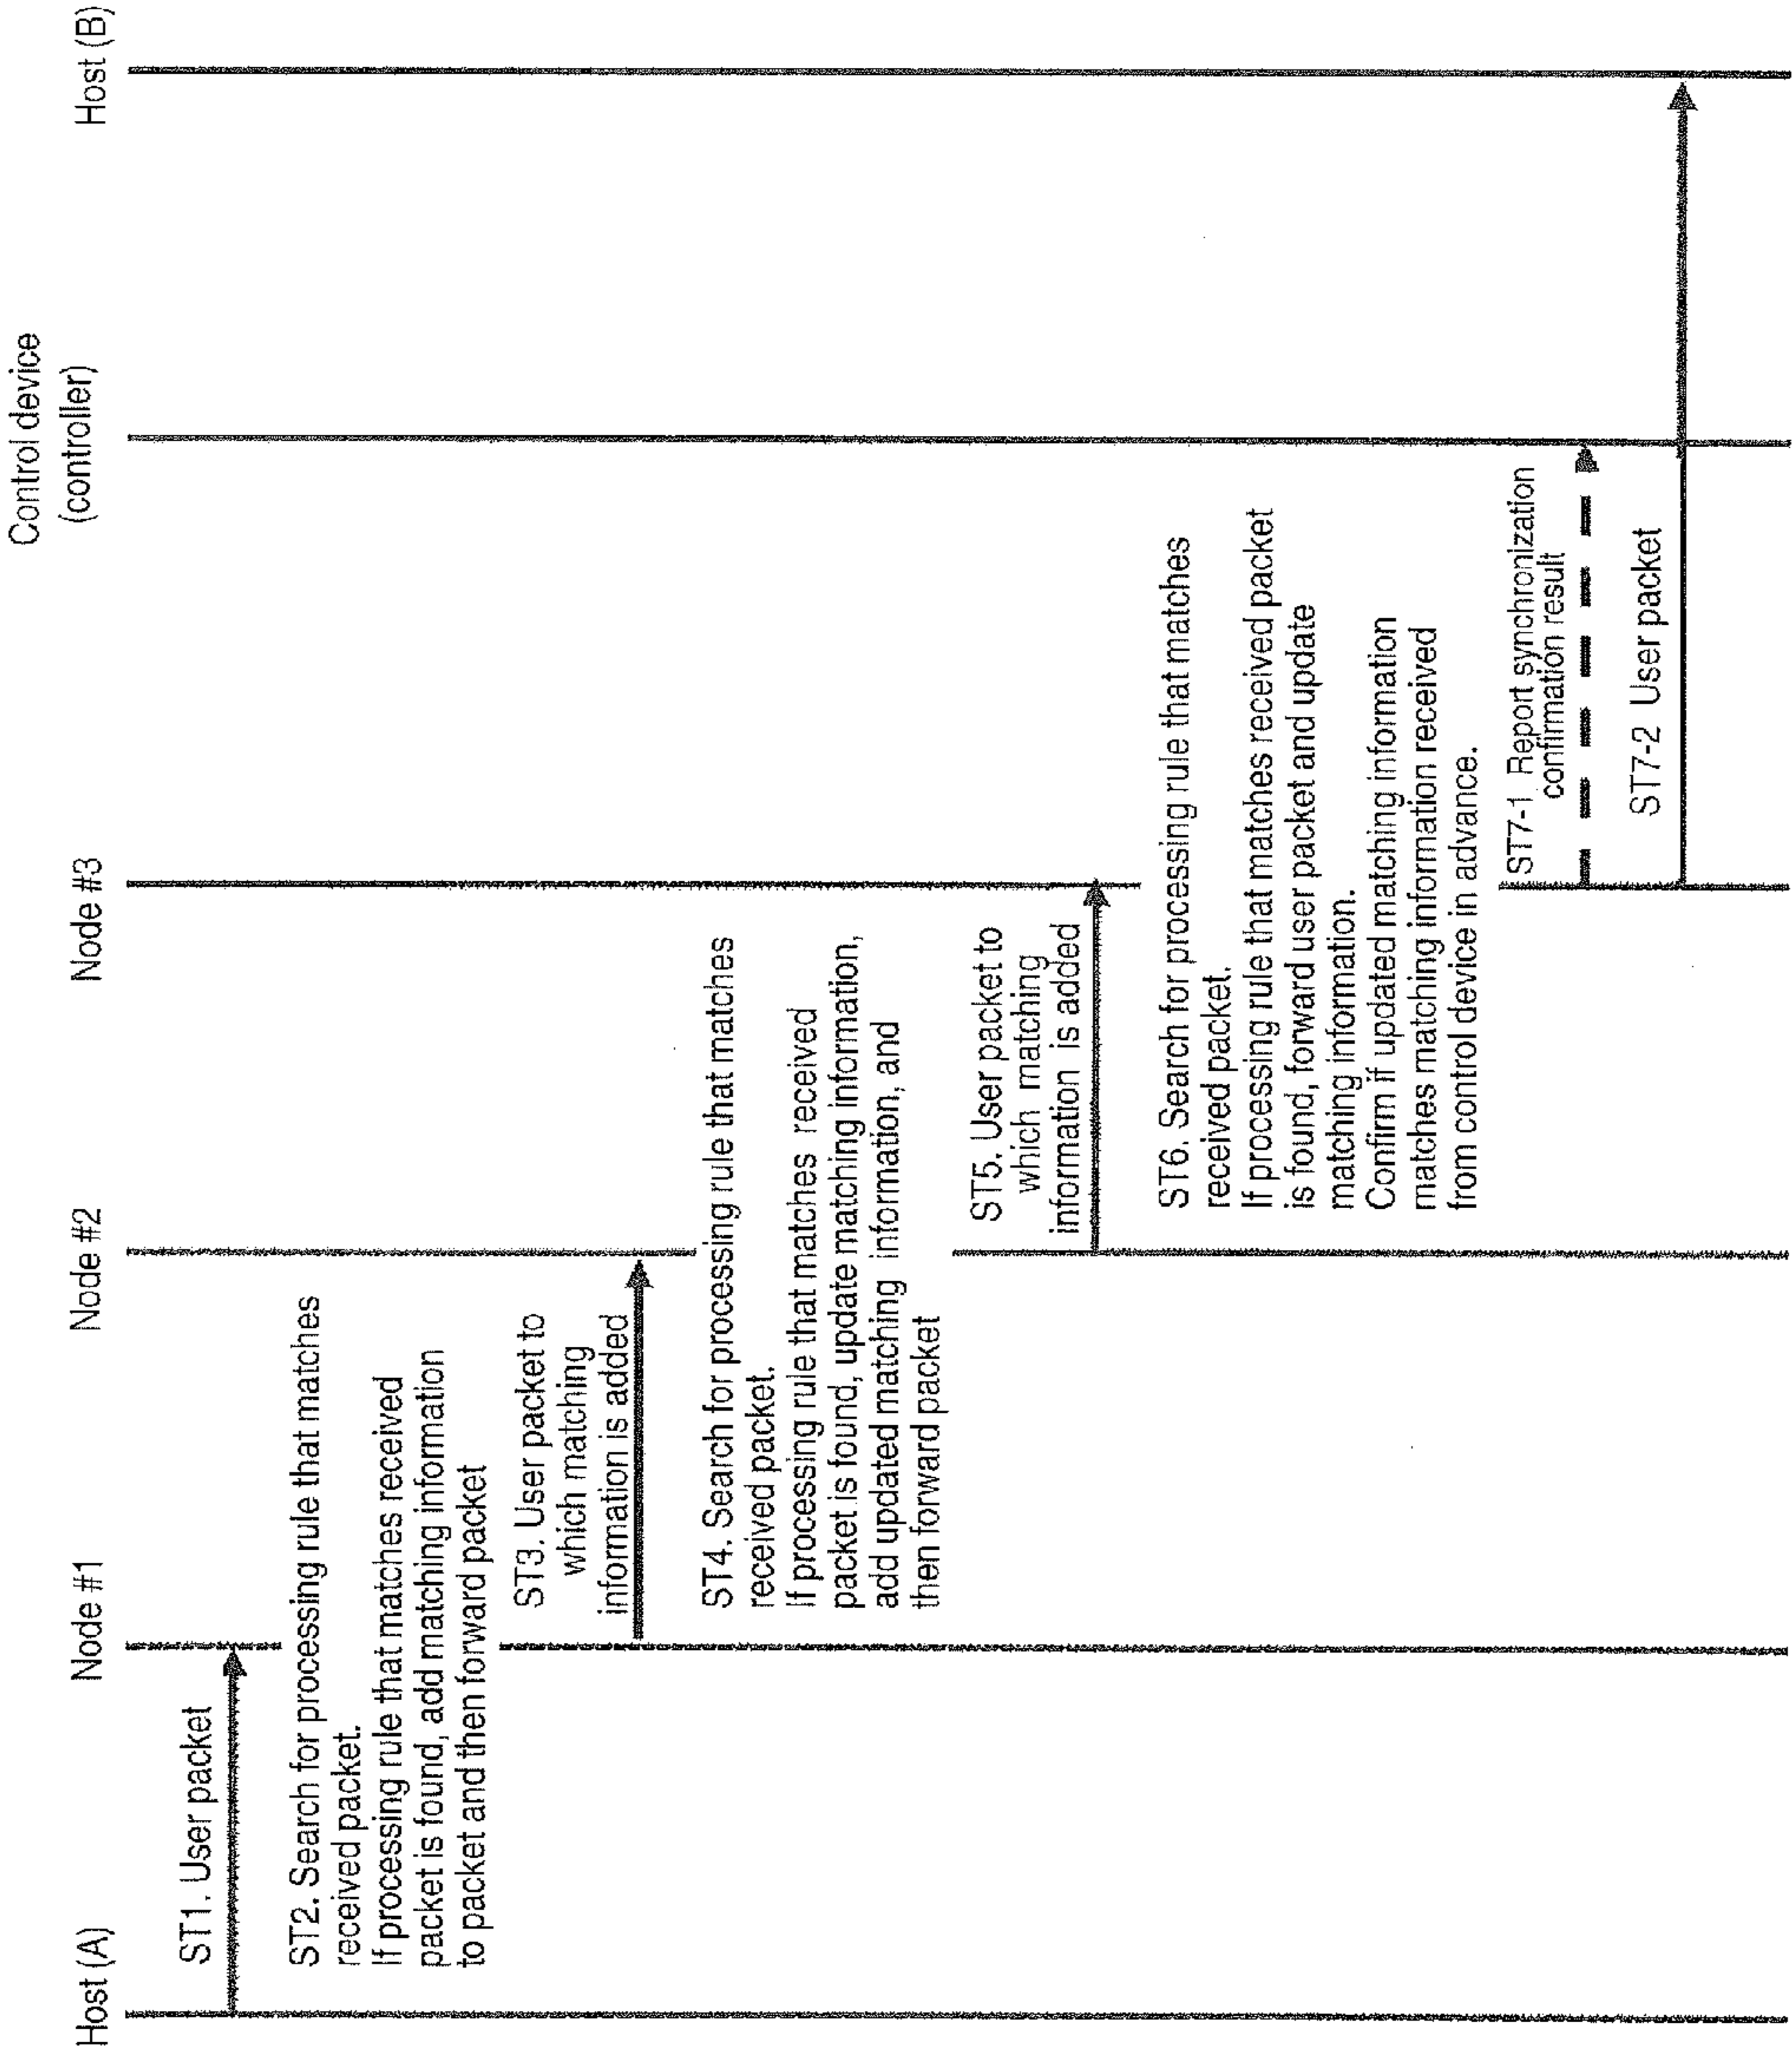 Host (A)
Node #1
Node #2
Node #3
Control device
(controller)
Host (B)
ST1. User packet
ST2. Search for processing rule that matches
received packet.
If processing rule that matches received
packet is found, add matching information
to packet and then forward packet
ST3. User packet to
which matching
information is added
ST4. Search for processing rule that matches
received packet.
If processing rule that matches received
packet is found, update matching information,
add updated matching information, and
then forward packet
ST5. User packet to
which matching
information is added
ST6. Search for processing rule that matches
received packet.
If processing rule that matches received packet
is found, forward user packet and update
matching information.
Confirm if updated matching information
matches matching information received
from control device in advance.
ST7-1 Report synchronization
confirmation result
ST7-2 User packet